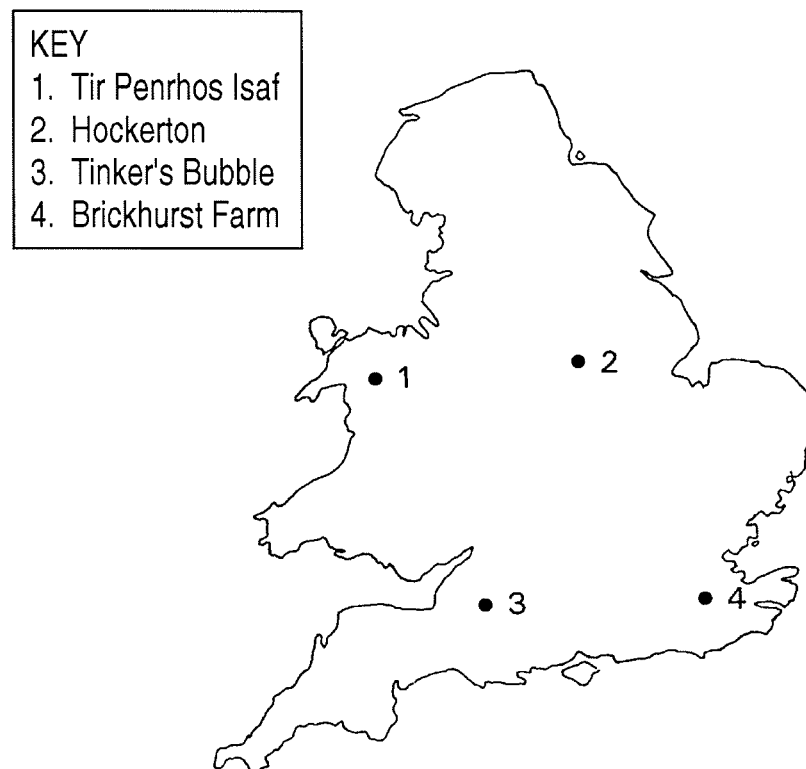 KEY
1. Tir Penrhos Isaf
2. Hockerton
3. Tinker's Bubble
4. Brickhurst Farm
1
2
3
4